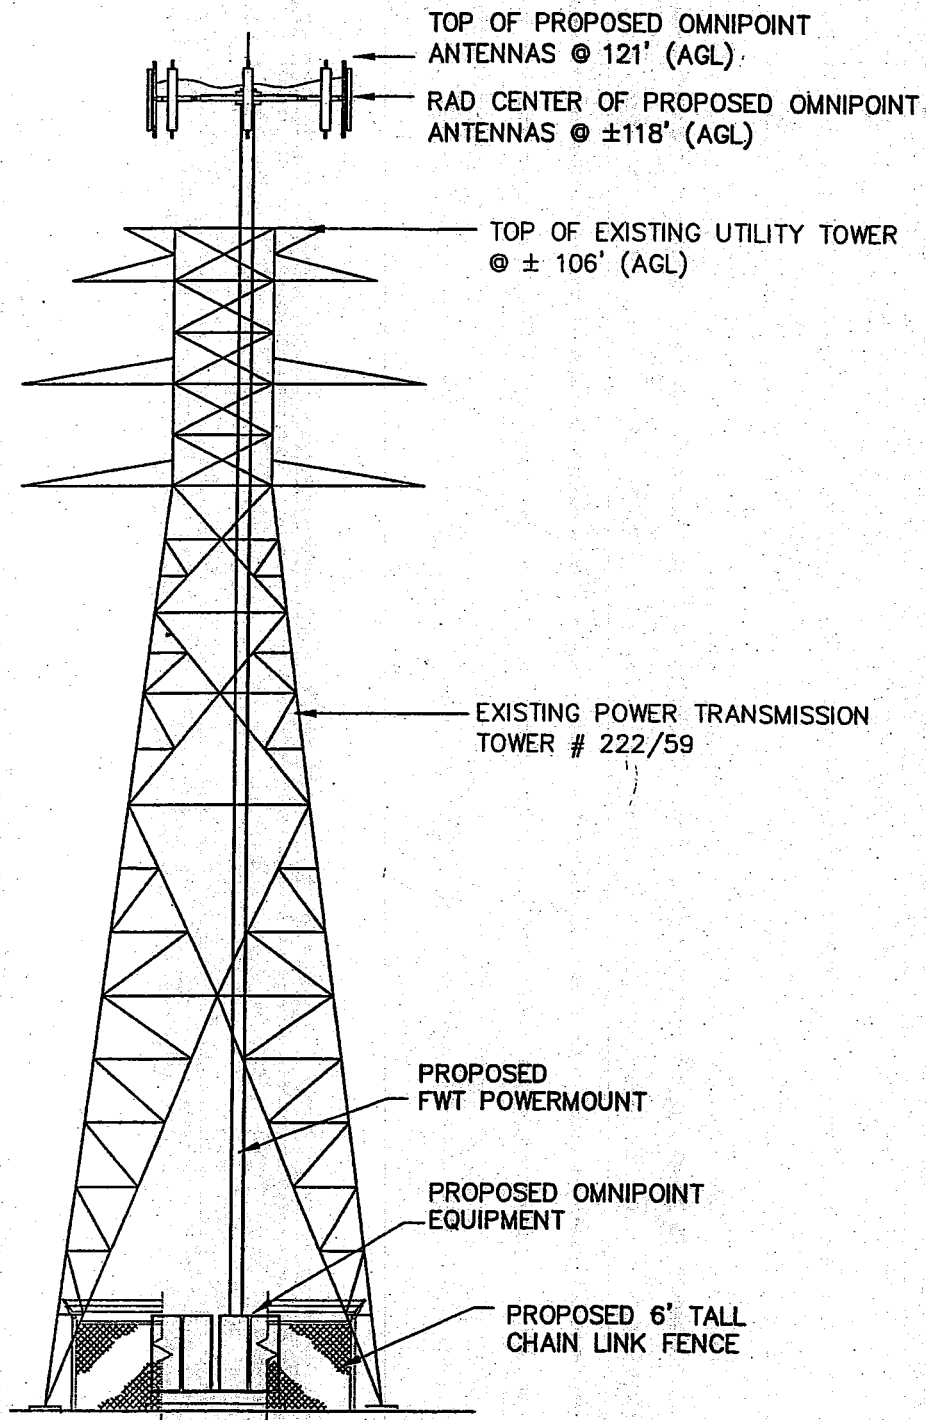 TOP OF PROPOSED OMNIPOINT
ANTENNAS @ 121' (AGL)
RAD CENTER OF PROPOSED OMNIPOINT
ANTENNAS @ ±118' (AGL)
TOP OF EXISTING UTILITY TOWER
@ ± 106' (AGL)
EXISTING POWER TRANSMISSION
TOWER # 222/59
PROPOSED
FWT POWERMOUNT
PROPOSED OMNIPOINT
EQUIPMENT
PROPOSED 6' TALL
CHAIN LINK FENCE